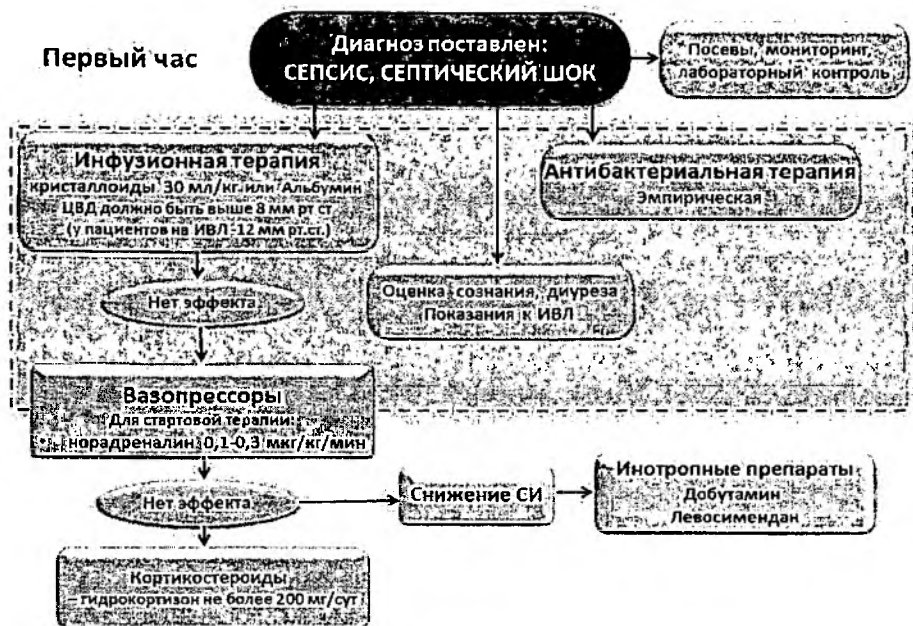 Первый час
Диагноз поставлен:
СЕПСИС, СЕПТИЧЕСКИЙ ШОК
Посевы, мониторинг
лабораторный контроль
Инфузионная терапия
кристаллоиды 30 мл/кг или Альбумин
ЦВД должно быть выше 8 мм рт ст
(у пациентов на ИВЛ-12 мм рт.ст.)
Антибактериальная терапия
Эмпирическая
Нет эффекта
Оценка сознания, диуреза
Показания к ИВЛ
Вазопрессоры
Для стартовой терапии:
• норадреналин 0,1-0,3 мкг/кг/мин
Нет эффекта
Снижение СИ
Инотропные препараты
Добутамин
Левосимендан
Кортикостероиды
– гидрокортизон не более 200 мг/сут